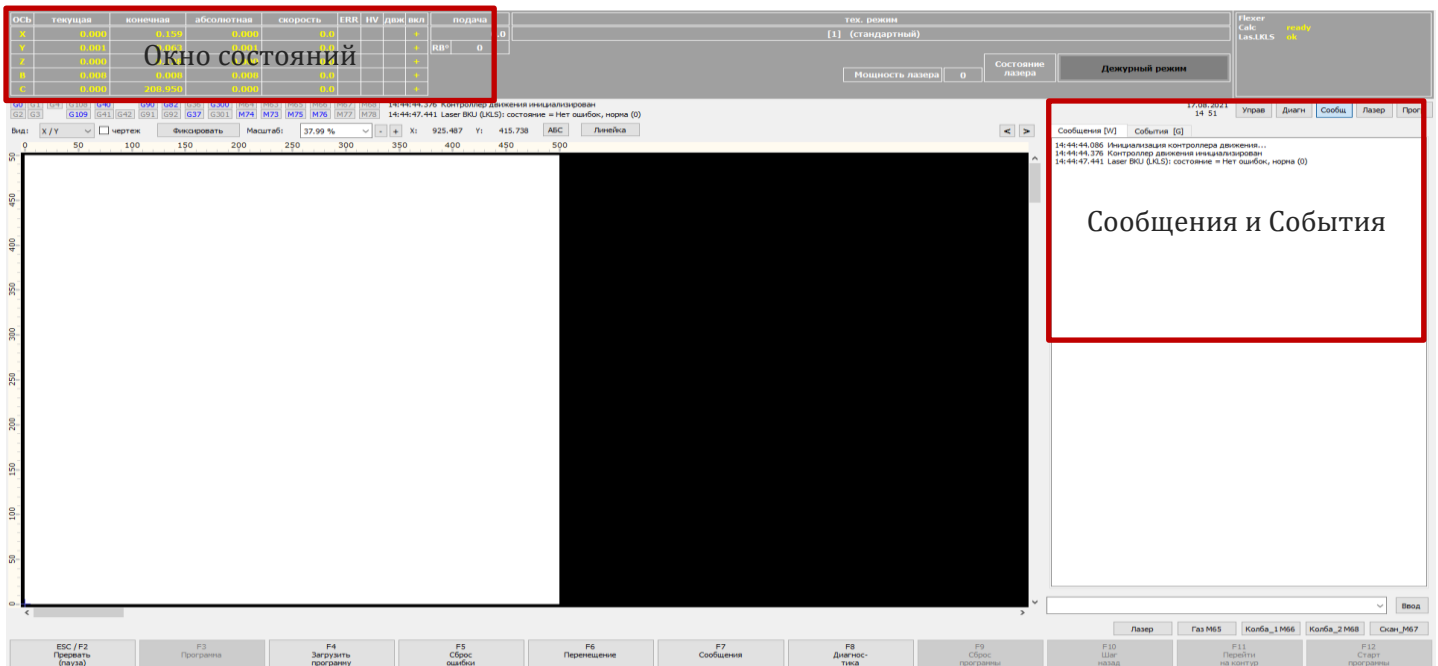 ОСЬ текущая конечная абсолютная скорость ERR HV движ вкл подача тех. режим Flexer
X 0.000 0.159 0.000 0.0 + .0 [1] (стандартный) Calc ready
Y 0.001 0.063 0.001 0.0 + RB° 0 Las.LKLS ok
Окно состояний
Z 0.000 0.000 0.0 + Состояние лазера Дежурный режим
B 0.008 0.008 0.008 0.0 + Мощность лазера 0
C 0.000 208.950 0.000 0.0 +
G0 G1 G4 G108 G40 G90 G82 G36 G300 M64 M63 M65 M66 M67 M68 14:44:44.376 Контроллер движения инициализирован 17.08.2021
G2 G3 G109 G41 G42 G91 G92 G37 G301 M74 M73 M75 M76 M77 M78 14:44:47.441 Laser BKU (LKLS): состояние = Нет ошибок, норма (0) 14 51 Управ Диагн Сообщ Лазер Прог
Вид: X / Y чертеж Фиксировать Масштаб: 37.99 % - + X: 925.487 Y: 415.738 АБС Линейка < > Сообщения [W] События [G]
0 50 100 150 200 250 300 350 400 450 500
14:44:44.086 Инициализация контроллера движения...
14:44:44.376 Контроллер движения инициализирован
14:44:47.441 Laser BKU (LKLS): состояние = Нет ошибок, норма (0)
Сообщения и События
50
450
400
350
300
250
200
150
100
50
0
Ввод
Лазер Газ M65 Колба_1 M66 Колба_2 M68 Скан_M67
ESC / F2 F3 F4 F5 F6 F7 F8 F9 F10 F11 F12
Прервать Программа Загрузить Сброс Перемещение Сообщения Диагнос- Сброс Шаг Перейти Старт
(пауза) программу ошибки тика программы назад на контур программы